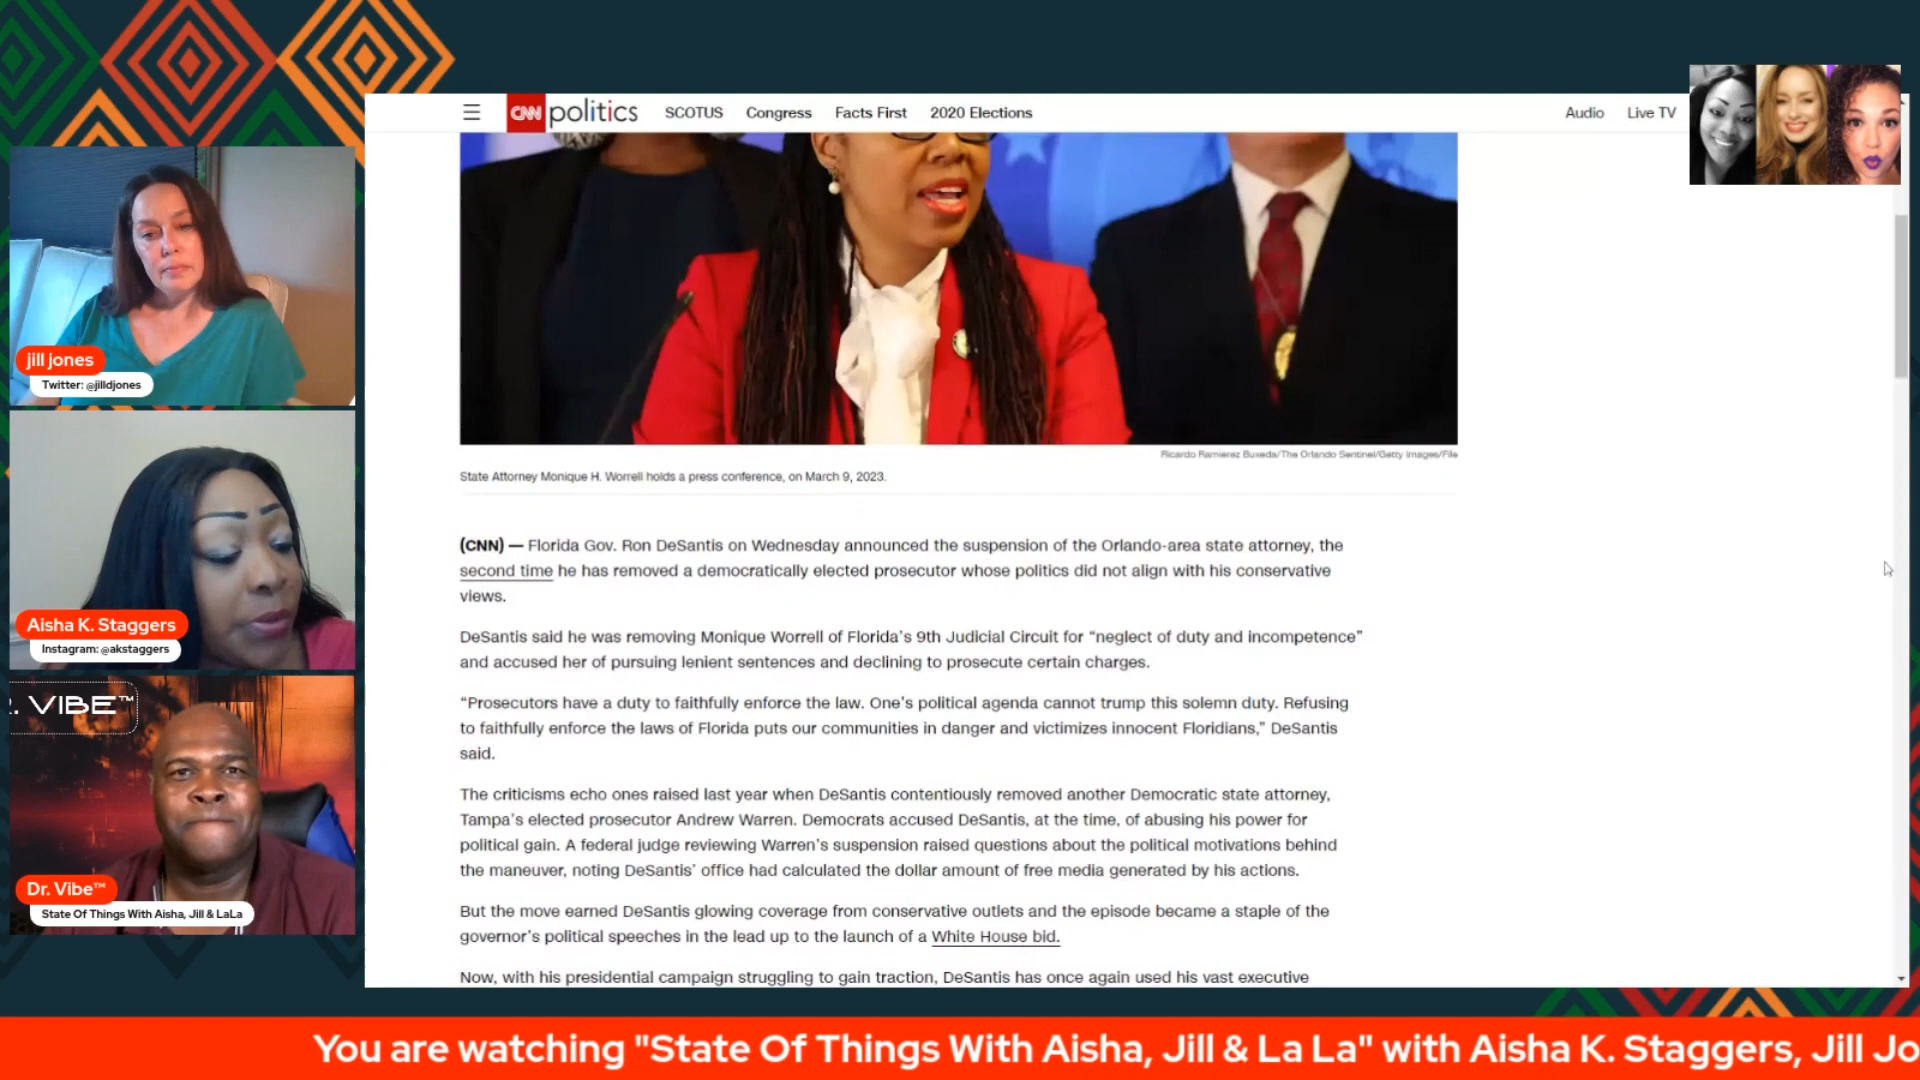 CNN politics SCOTUS Congress Facts First 2020 Elections Audio Live TV
Ricardo Ramierez Buxeda/The Orlando Sentinel/Getty Images/File
State Attorney Monique H. Worrell holds a press conference, on March 9, 2023.
(CNN) — Florida Gov. Ron DeSantis on Wednesday announced the suspension of the Orlando-area state attorney, the
second time he has removed a democratically elected prosecutor whose politics did not align with his conservative
views.
DeSantis said he was removing Monique Worrell of Florida's 9th Judicial Circuit for “neglect of duty and incompetence”
and accused her of pursuing lenient sentences and declining to prosecute certain charges.
“Prosecutors have a duty to faithfully enforce the law. One's political agenda cannot trump this solemn duty. Refusing
to faithfully enforce the laws of Florida puts our communities in danger and victimizes innocent Floridians,” DeSantis
said.
The criticisms echo ones raised last year when DeSantis contentiously removed another Democratic state attorney,
Tampa's elected prosecutor Andrew Warren. Democrats accused DeSantis, at the time, of abusing his power for
political gain. A federal judge reviewing Warren's suspension raised questions about the political motivations behind
the maneuver, noting DeSantis' office had calculated the dollar amount of free media generated by his actions.
But the move earned DeSantis glowing coverage from conservative outlets and the episode became a staple of the
governor's political speeches in the lead up to the launch of a White House bid.
Now, with his presidential campaign struggling to gain traction, DeSantis has once again used his vast executive
jill jones
Twitter: @jilldjones
Aisha K. Staggers
Instagram: @akstaggers
. VIBE™
Dr. Vibe™
State Of Things With Aisha, Jill & LaLa
You are watching "State Of Things With Aisha, Jill & La La" with Aisha K. Staggers, Jill Jo